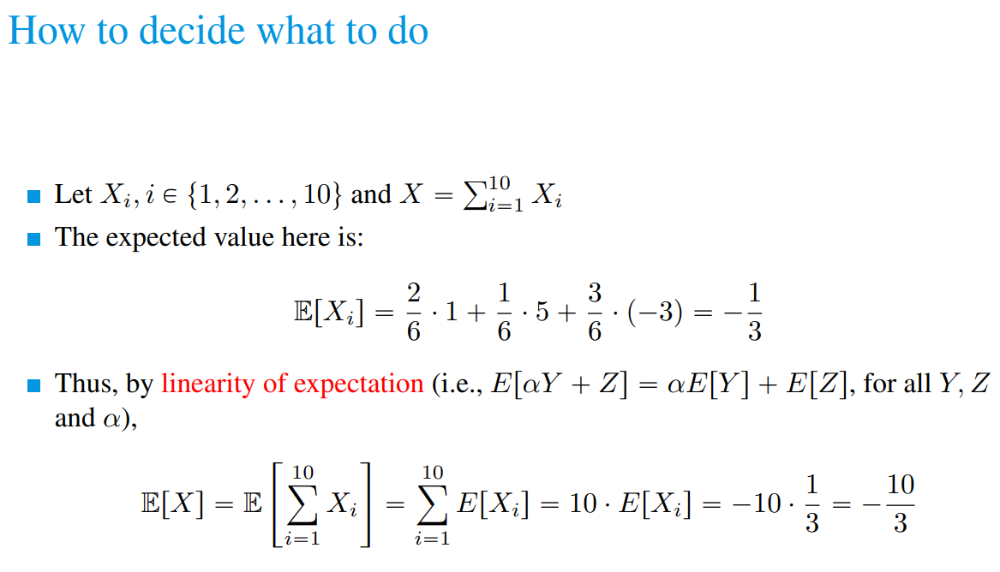 How to decide what to do
Let $X_i, i \in \{1, 2, \ldots, 10\}$ and $X = \sum_{i=1}^{10} X_i$
The expected value here is:
$\mathbb{E}[X_i] = \frac{2}{6} \cdot 1 + \frac{1}{6} \cdot 5 + \frac{3}{6} \cdot (-3) = -\frac{1}{3}$
Thus, by linearity of expectation (i.e., $E[\alpha Y + Z] = \alpha E[Y] + E[Z]$, for all $Y, Z$
and $\alpha$),
$\mathbb{E}[X] = \mathbb{E}\left[\sum_{i=1}^{10} X_i\right] = \sum_{i=1}^{10} E[X_i] = 10 \cdot E[X_i] = -10 \cdot \frac{1}{3} = -\frac{10}{3}$